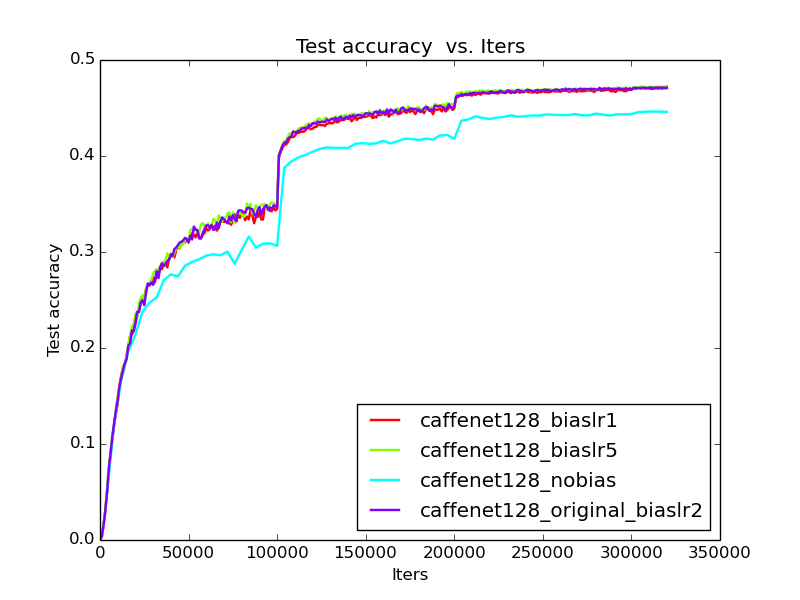 Test accuracy  vs. Iters
Test accuracy
0.5
0.4
0.3
0.2
0.1
0.0
0
50000
100000
150000
200000
250000
300000
350000
Iters
caffenet128_biaslr1
caffenet128_biaslr5
caffenet128_nobias
caffenet128_original_biaslr2